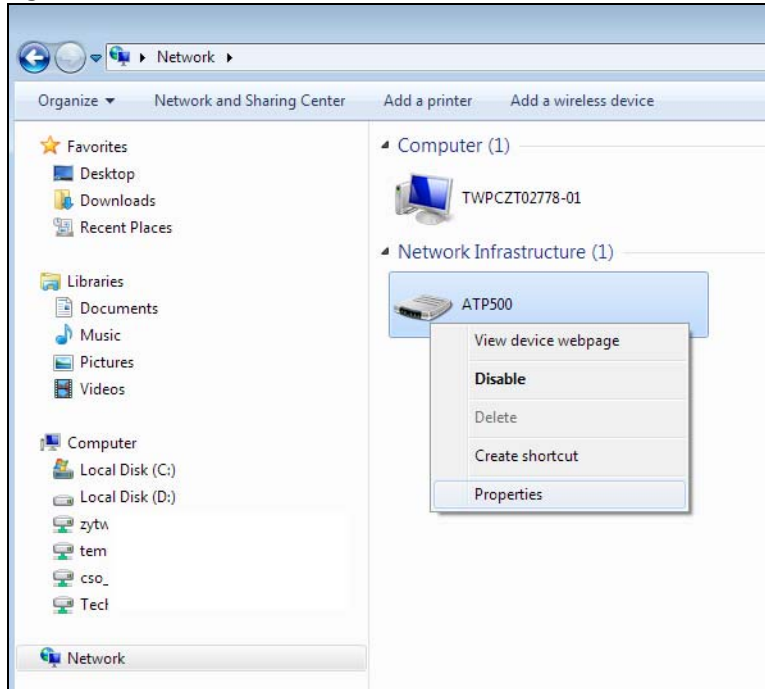 Network
Organize Network and Sharing Center Add a printer Add a wireless device
Favorites
Desktop
Downloads
Recent Places
Libraries
Documents
Music
Pictures
Videos
Computer
Local Disk (C:)
Local Disk (D:)
tem
cso_
Network
Computer (1)
TWPCZT02778-01
Network Infrastructure (1)
ATP500
View device webpage
Disable
Delete
Create shortcut
Properties